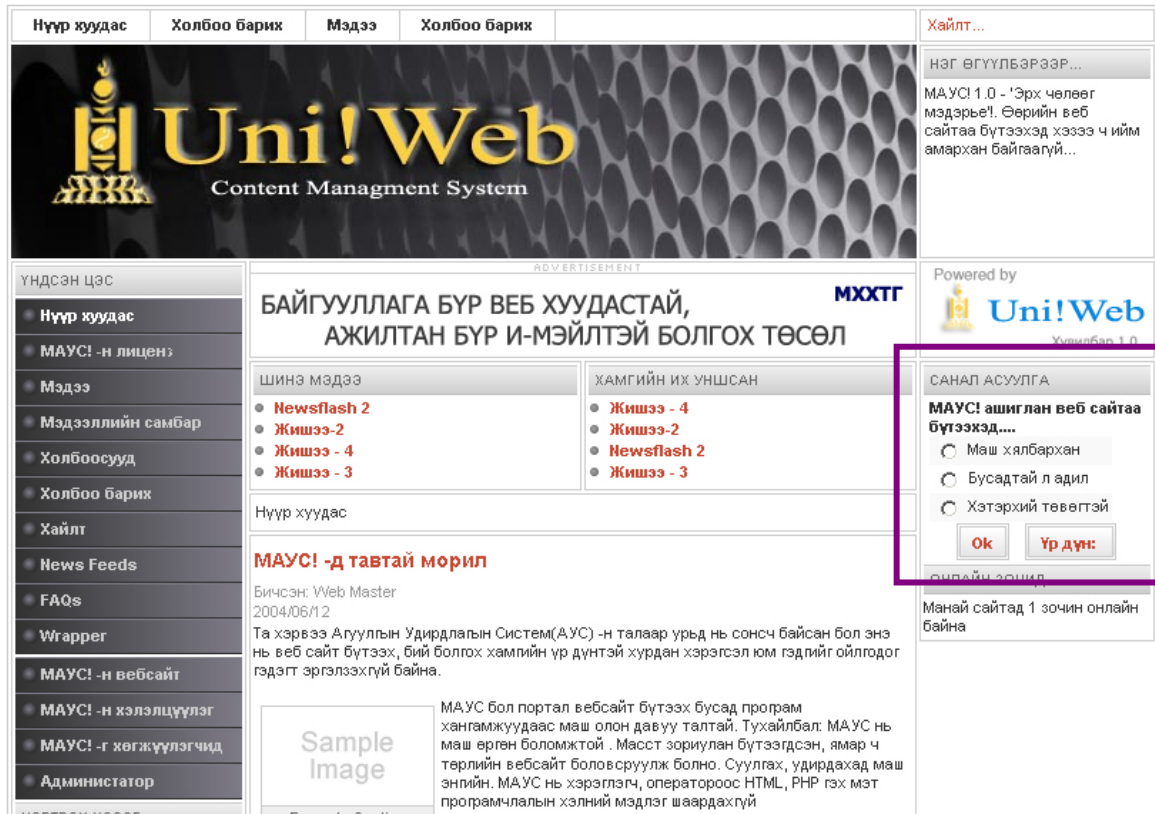 Нүүр хуудас Холбоо барих Мэдээ Холбоо барих
Хайлт...
Uni!Web
Content Managment System
НЭГ ӨГҮҮЛБЭРЭЭР...
МАУС! 1.0 - 'Эрх чөлөөг
мэдэрье'!. Өөрийн веб
сайтаа бүтээхэд хэзээ ч ийм
амархан байгаагүй...
ҮНДСЭН ЦЭС
Нүүр хуудас
МАУС! -н лиценз
Мэдээ
Мэдээллийн самбар
Холбоосууд
Холбоо барих
Хайлт
News Feeds
FAQs
Wrapper
МАУС! -н вебсайт
МАУС! -н хэлэлцүүлэг
МАУС! -г хөгжүүлэгчид
Администатор
ADVERTISEMENT
БАЙГУУЛЛАГА БҮР ВЕБ ХУУДАСТАЙ,
АЖИЛТАН БҮР И-МЭЙЛТЭЙ БОЛГОХ ТӨСӨЛ
МХХТГ
ШИНЭ МЭДЭЭ
Newsflash 2
Жишээ-2
Жишээ - 4
Жишээ - 3
ХАМГИЙН ИХ УНШСАН
Жишээ - 4
Жишээ-2
Newsflash 2
Жишээ - 3
Нүүр хуудас
МАУС! -д тавтай морил
Бичсэн: Web Master
2004/06/12
Та хэрвээ Агуулгын Удирдлагын Систем(АУС) -н талаар урьд нь сонсч байсан бол энэ
нь веб сайт бүтээх, бий болгох хамгийн үр дүнтэй хурдан хэрэгсэл юм гэдгийг ойлгодог
гэдэгт эргэлзэхгүй байна.
Sample
Image
МАУС бол портал вебсайт бүтээх бусад програм
хангамжуудаас маш олон давуу талтай. Тухайлбал: МАУС нь
маш өргөн боломжтой . Масст зориулан бүтээгдсэн, ямар ч
төрлийн вебсайт боловсруулж болно. Суулгах, удирдахад маш
энгийн. МАУС нь хэрэглэгч, оператороос HTML, PHP гэх мэт
програмчлалын хэлний мэдлэг шаардахгүй
Powered by
Uni!Web
Хувилбар 1.0
САНАЛ АСУУЛГА
МАУС! ашиглан веб сайтаа
бүтээхэд....
Маш хялбархан
Бусадтай л адил
Хэтэрхий төвөгтэй
Ok Үр дүн:
ОНЛАЙН ЗОЧИД
Манай сайтад 1 зочин онлайн
байна